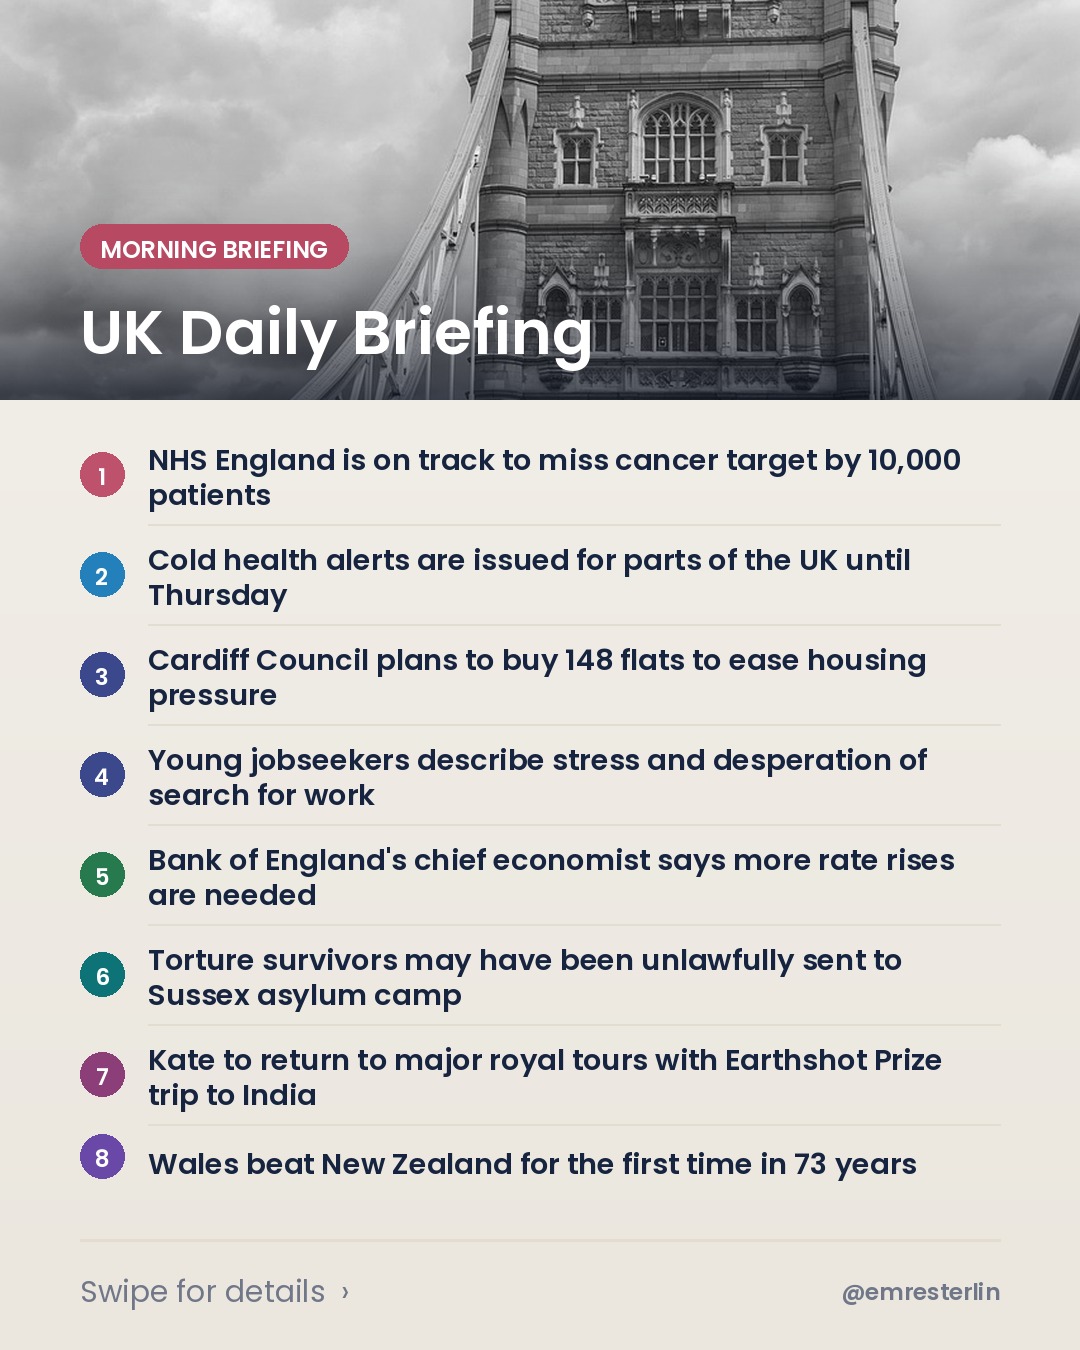 MORNING BRIEFING
UK Daily Briefing
1
NHS England is on track to miss cancer target by 10,000
patients
2
Cold health alerts are issued for parts of the UK until
Thursday
3
Cardiff Council plans to buy 148 flats to ease housing
pressure
4
Young jobseekers describe stress and desperation of
search for work
5
Bank of England's chief economist says more rate rises
are needed
6
Torture survivors may have been unlawfully sent to
Sussex asylum camp
7
Kate to return to major royal tours with Earthshot Prize
trip to India
8
Wales beat New Zealand for the first time in 73 years
Swipe for details ›
@emresterlin